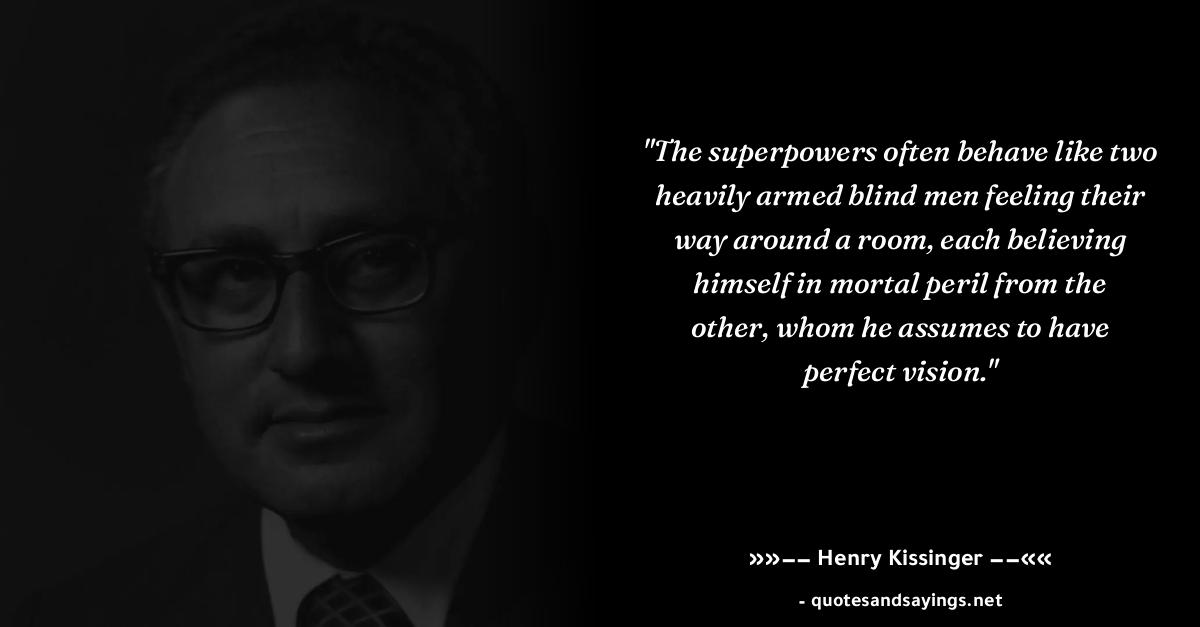 "The superpowers often behave like two
heavily armed blind men feeling their
way around a room, each believing
himself in mortal peril from the
other, whom he assumes to have
perfect vision."
»»−− Henry Kissinger −−««
- quotesandsayings.net